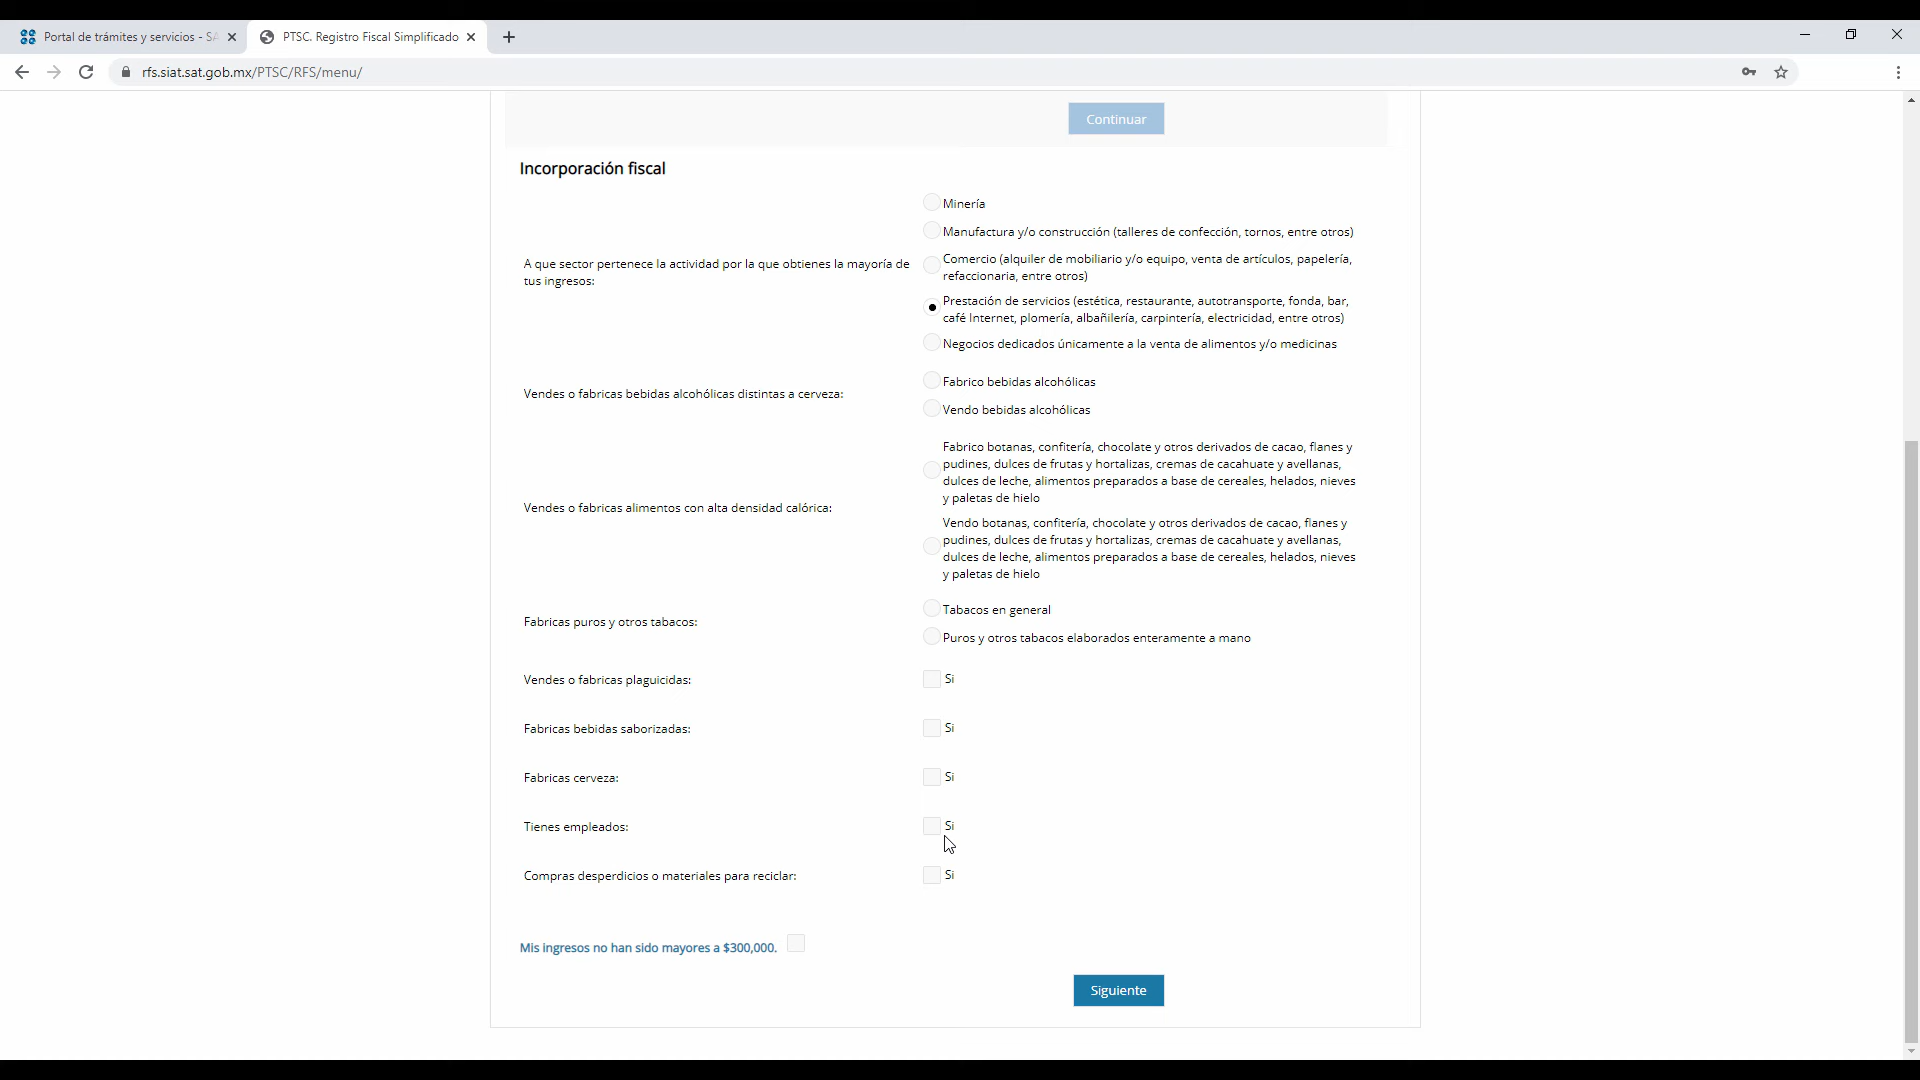 Portal de trámites y servicios - SA
PTSC. Registro Fiscal Simplificado
rfs.siat.sat.gob.mx/PTSC/RFS/menu/
Continuar
Incorporación fiscal
A que sector pertenece la actividad por la que obtienes la mayoría de
tus ingresos:
Minería
Manufactura y/o construcción (talleres de confección, tornos, entre otros)
Comercio (alquiler de mobiliario y/o equipo, venta de artículos, papelería,
refaccionaria, entre otros)
Prestación de servicios (estética, restaurante, autotransporte, fonda, bar,
café Internet, plomería, albañilería, carpintería, electricidad, entre otros)
Negocios dedicados únicamente a la venta de alimentos y/o medicinas
Vendes o fabricas bebidas alcohólicas distintas a cerveza:
Fabrico bebidas alcohólicas
Vendo bebidas alcohólicas
Vendes o fabricas alimentos con alta densidad calórica:
Fabrico botanas, confitería, chocolate y otros derivados de cacao, flanes y
pudines, dulces de frutas y hortalizas, cremas de cacahuate y avellanas,
dulces de leche, alimentos preparados a base de cereales, helados, nieves
y paletas de hielo
Vendo botanas, confitería, chocolate y otros derivados de cacao, flanes y
pudines, dulces de frutas y hortalizas, cremas de cacahuate y avellanas,
dulces de leche, alimentos preparados a base de cereales, helados, nieves
y paletas de hielo
Fabricas puros y otros tabacos:
Tabacos en general
Puros y otros tabacos elaborados enteramente a mano
Vendes o fabricas plaguicidas:
Si
Fabricas bebidas saborizadas:
Si
Fabricas cerveza:
Si
Tienes empleados:
Si
Compras desperdicios o materiales para reciclar:
Si
Mis ingresos no han sido mayores a $300,000.
Siguiente